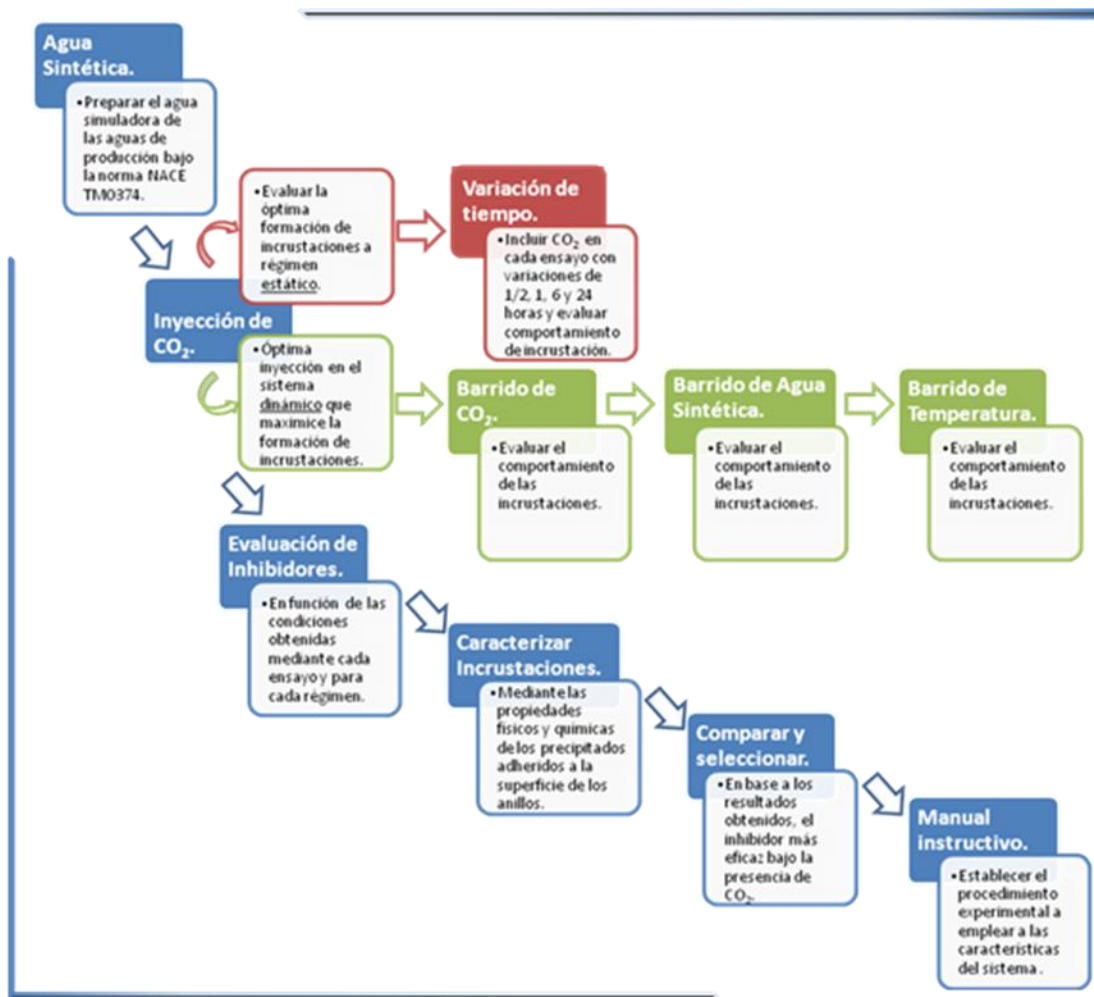 Agua
Sintética.
•Preparar el agua
simuladora de
las aguas de
producción bajo
la norma NACE
TM0374.
Inyección de
CO₂.
•Evaluar la
óptima
formación de
incrustaciones a
régimen
estático.
Variación de
tiempo.
•Incluir CO₂ en
cada ensayo con
variaciones de
1/2, 1, 6 y 24
horas y evaluar
comportamiento
de incrustación.
•Óptima
inyección en el
sistema
dinámico que
maximice la
formación de
incrustaciones.
Barrido de
CO₂.
•Evaluar el
comportamiento
de las
incrustaciones.
Barrido de Agua
Sintética.
•Evaluar el
comportamiento
de las
incrustaciones.
Barrido de
Temperatura.
•Evaluar el
comportamiento
de las
incrustaciones.
Evaluación de
Inhibidores.
•En función de las
condiciones
obtenidas
mediante cada
ensayo y para
cada régimen.
Caracterizar
Incrustaciones.
•Mediante las
propiedades
físicos y químicas
de los precipitados
adheridos a la
superficie de los
anillos.
Comparar y
seleccionar.
•En base a los
resultados
obtenidos, el
inhibidor más
eficaz bajo la
presencia de
CO₂.
Manual
instructivo.
•Establecer el
procedimiento
experimental a
emplear a las
características
del sistema.